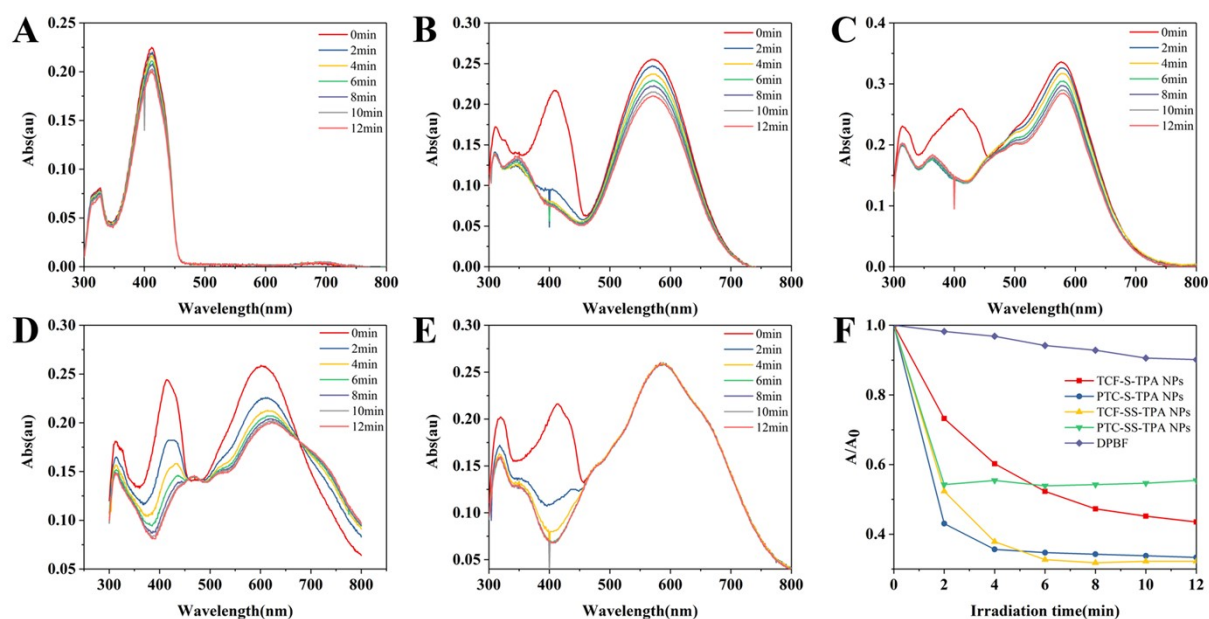 A
Abs(au)
0.25
0.20
0.15
0.10
0.05
0.00
300 400 500 600 700 800
Wavelength(nm)
0min
2min
4min
6min
8min
10min
12min
B
Abs(au)
0.30
0.25
0.20
0.15
0.10
0.05
0.00
300 400 500 600 700 800
Wavelength(nm)
0min
2min
4min
6min
8min
10min
12min
C
Abs(au)
0.4
0.3
0.2
0.1
0.0
300 400 500 600 700 800
Wavelength(nm)
0min
2min
4min
6min
8min
10min
12min
D
Abs(au)
0.30
0.25
0.20
0.15
0.10
0.05
300 400 500 600 700 800
Wavelength(nm)
0min
2min
4min
6min
8min
10min
12min
E
Abs(au)
0.30
0.25
0.20
0.15
0.10
0.05
300 400 500 600 700 800
Wavelength(nm)
0min
2min
4min
6min
8min
10min
12min
F
A/A0
1.0
0.8
0.6
0.4
0 2 4 6 8 10 12
Irradiation time(min)
TCF-S-TPA NPs
PTC-S-TPA NPs
TCF-SS-TPA NPs
PTC-SS-TPA NPs
DPBF